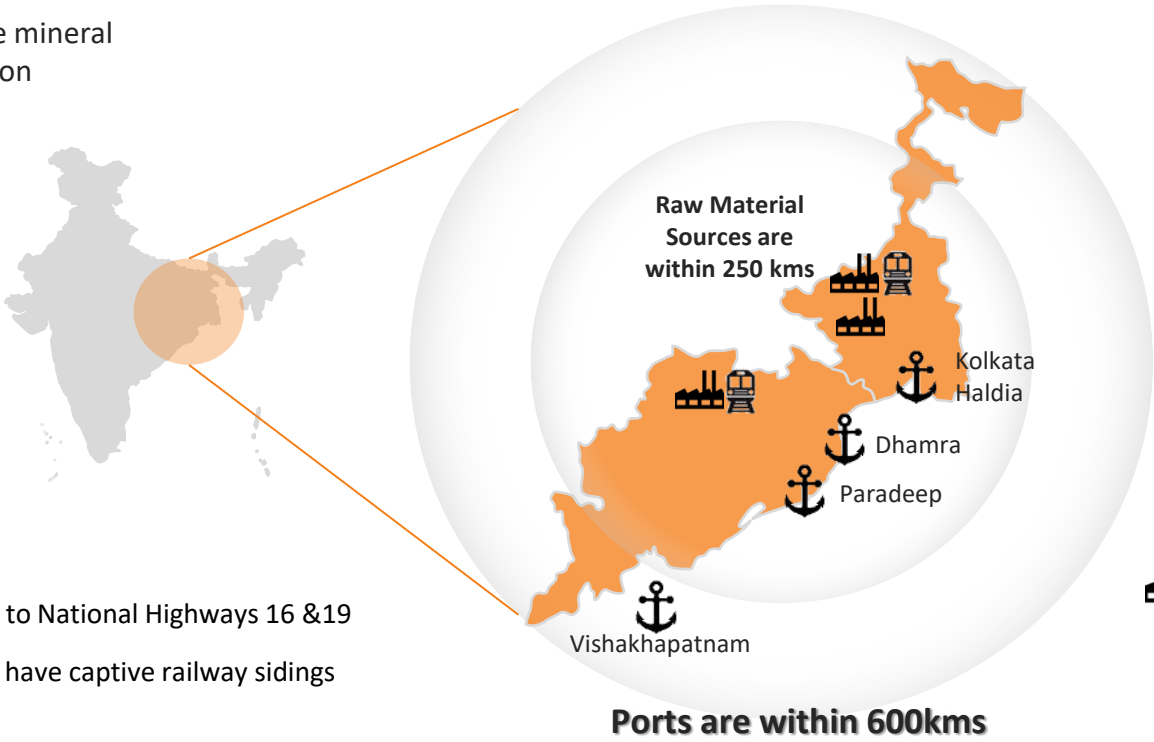 e mineral
on
Raw Material
Sources are
within 250 kms
Kolkata
Haldia
Dhamra
Paradeep
Vishakhapatnam
to National Highways 16 &19
have captive railway sidings
Ports are within 600kms